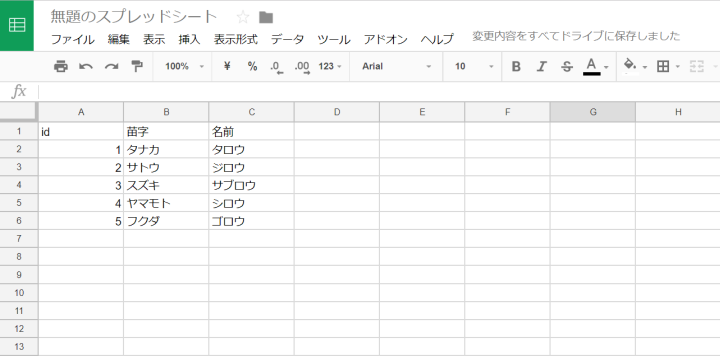 無題のスプレッドシート
ファイル 編集 表示 挿入 表示形式 データ ツール アドオン ヘルプ 変更内容をすべてドライブに保存しました
100% ¥ % .0 .00 123 Arial 10 B I S A
fx
A B C D E F G H
1 id 苗字 名前
2 1 タナカ タロウ
3 2 サトウ ジロウ
4 3 スズキ サブロウ
5 4 ヤマモト シロウ
6 5 フクダ ゴロウ
7
8
9
10
11
12
13